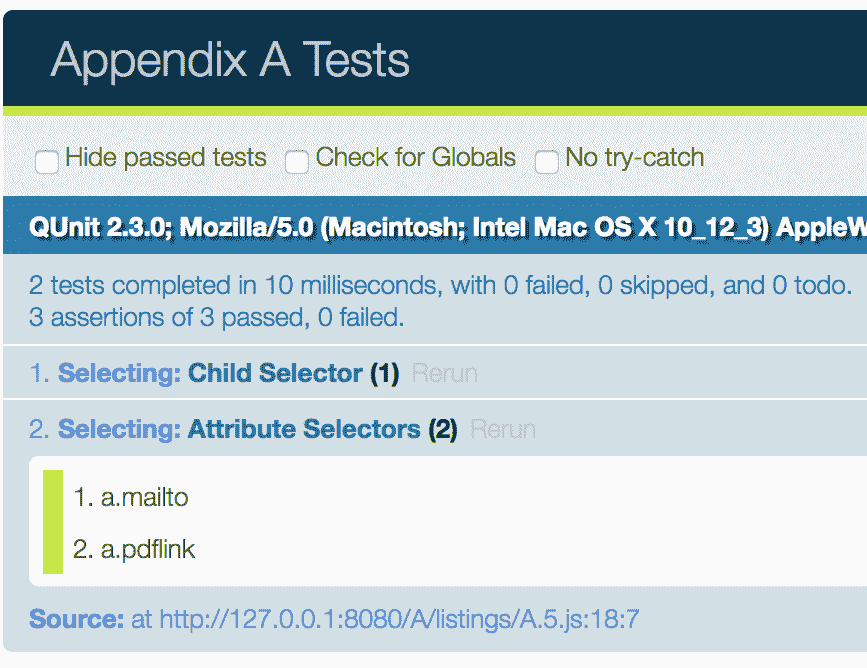 Appendix A Tests
Hide passed tests Check for Globals No try-catch
QUnit 2.3.0; Mozilla/5.0 (Macintosh; Intel Mac OS X 10_12_3) AppleW
2 tests completed in 10 milliseconds, with 0 failed, 0 skipped, and 0 todo.
3 assertions of 3 passed, 0 failed.
1. Selecting: Child Selector (1) Rerun
2. Selecting: Attribute Selectors (2) Rerun
1. a.mailto
2. a.pdflink
Source: at http://127.0.0.1:8080/A/listings/A.5.js:18:7